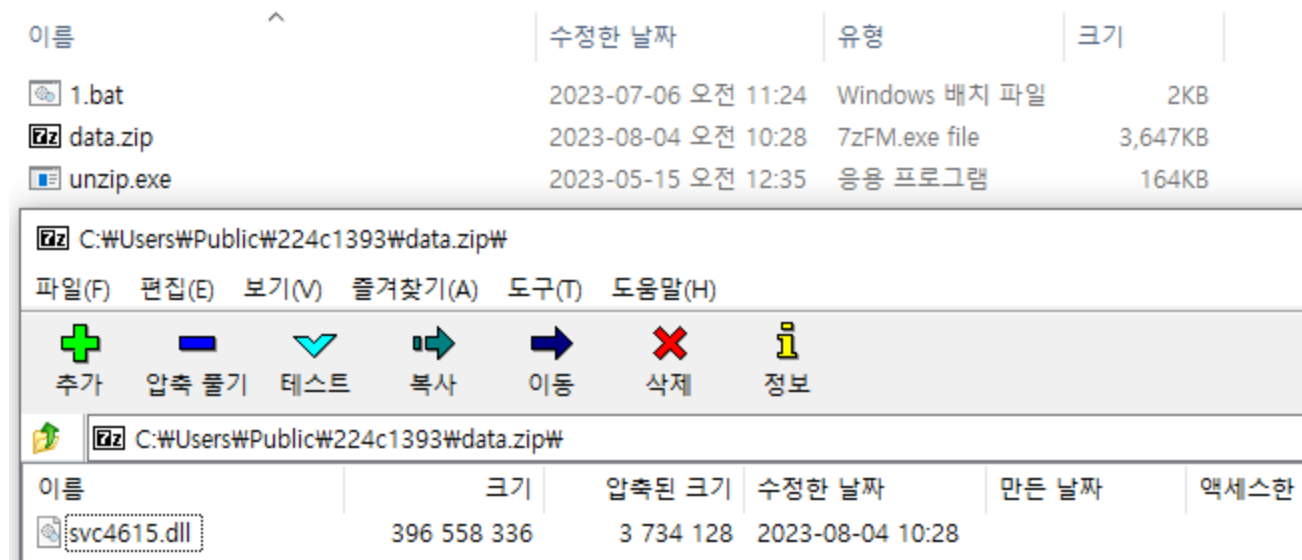 이름 수정한 날짜 유형 크기
1.bat 2023-07-06 오전 11:24 Windows 배치 파일 2KB
data.zip 2023-08-04 오전 10:28 7zFM.exe file 3,647KB
unzip.exe 2023-05-15 오전 12:35 응용 프로그램 164KB
C:₩Users₩Public₩224c1393₩data.zip₩
파일(F) 편집(E) 보기(V) 즐겨찾기(A) 도구(T) 도움말(H)
추가 압축 풀기 테스트 복사 이동 삭제 정보
C:₩Users₩Public₩224c1393₩data.zip₩
이름 크기 압축된 크기 수정한 날짜 만든 날짜 액세스한
svc4615.dll 396 558 336 3 734 128 2023-08-04 10:28